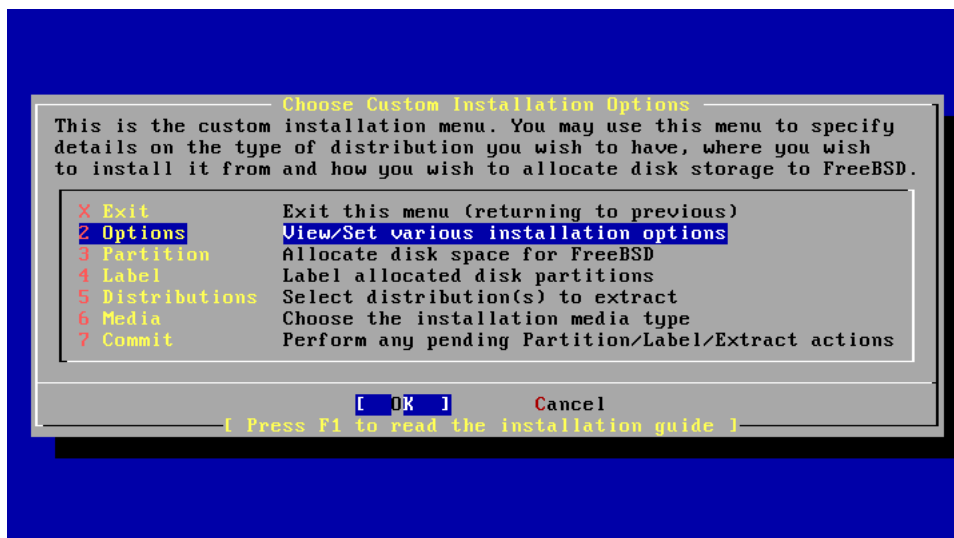 Choose Custom Installation Options
This is the custom installation menu. You may use this menu to specify
details on the type of distribution you wish to have, where you wish
to install it from and how you wish to allocate disk storage to FreeBSD.
X Exit Exit this menu (returning to previous)
2 Options View/Set various installation options
3 Partition Allocate disk space for FreeBSD
4 Label Label allocated disk partitions
5 Distributions Select distribution(s) to extract
6 Media Choose the installation media type
7 Commit Perform any pending Partition/Label/Extract actions
[ OK ] Cancel
[ Press F1 to read the installation guide ]